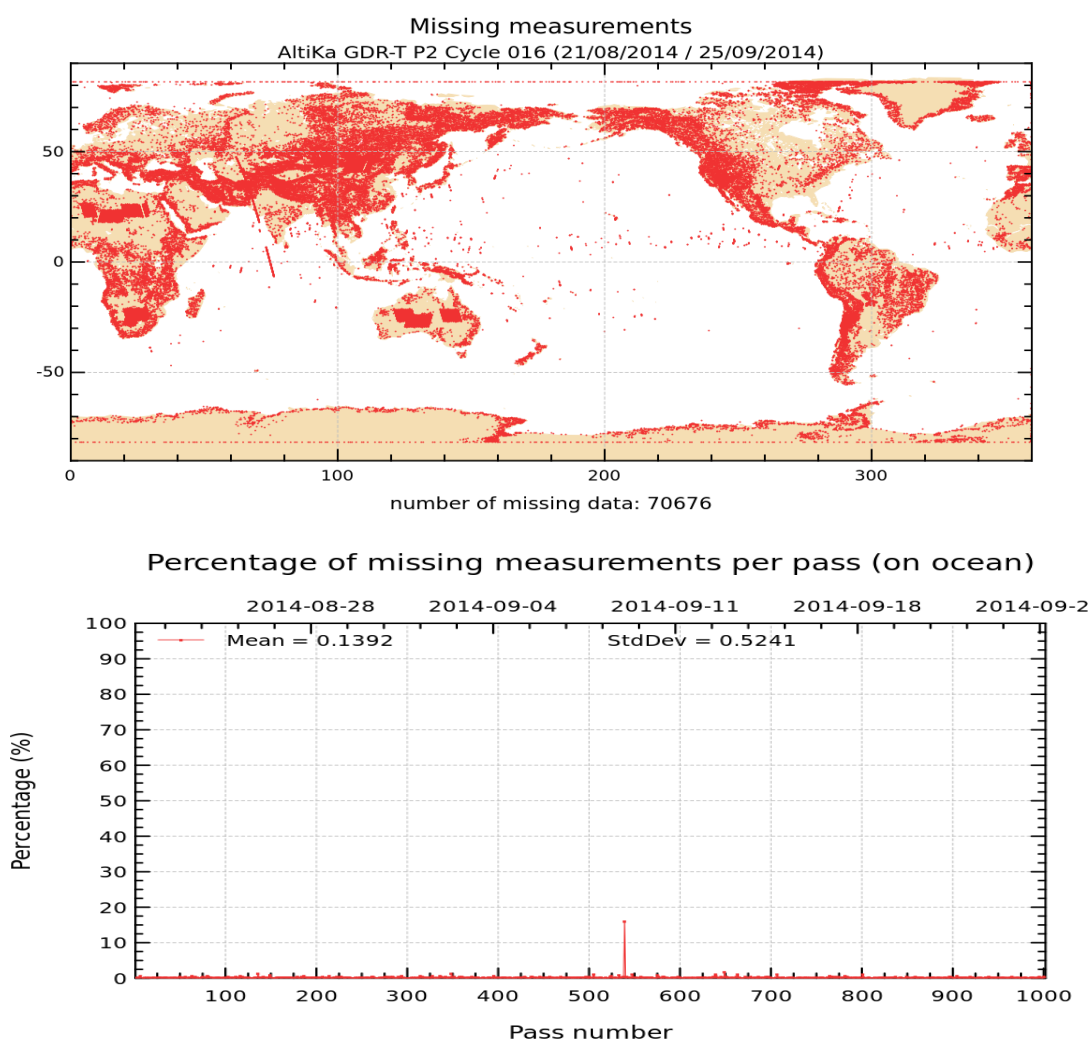 Missing measurements
AltiKa GDR-T P2 Cycle 016 (21/08/2014 / 25/09/2014)
50
0
-50
0 100 200 300
number of missing data: 70676
Percentage of missing measurements per pass (on ocean)
2014-08-28 2014-09-04 2014-09-11 2014-09-18 2014-09-2
Mean = 0.1392 StdDev = 0.5241
100
90
80
70
60
50
40
30
20
10
0
Percentage (%)
100 200 300 400 500 600 700 800 900 1000
Pass number